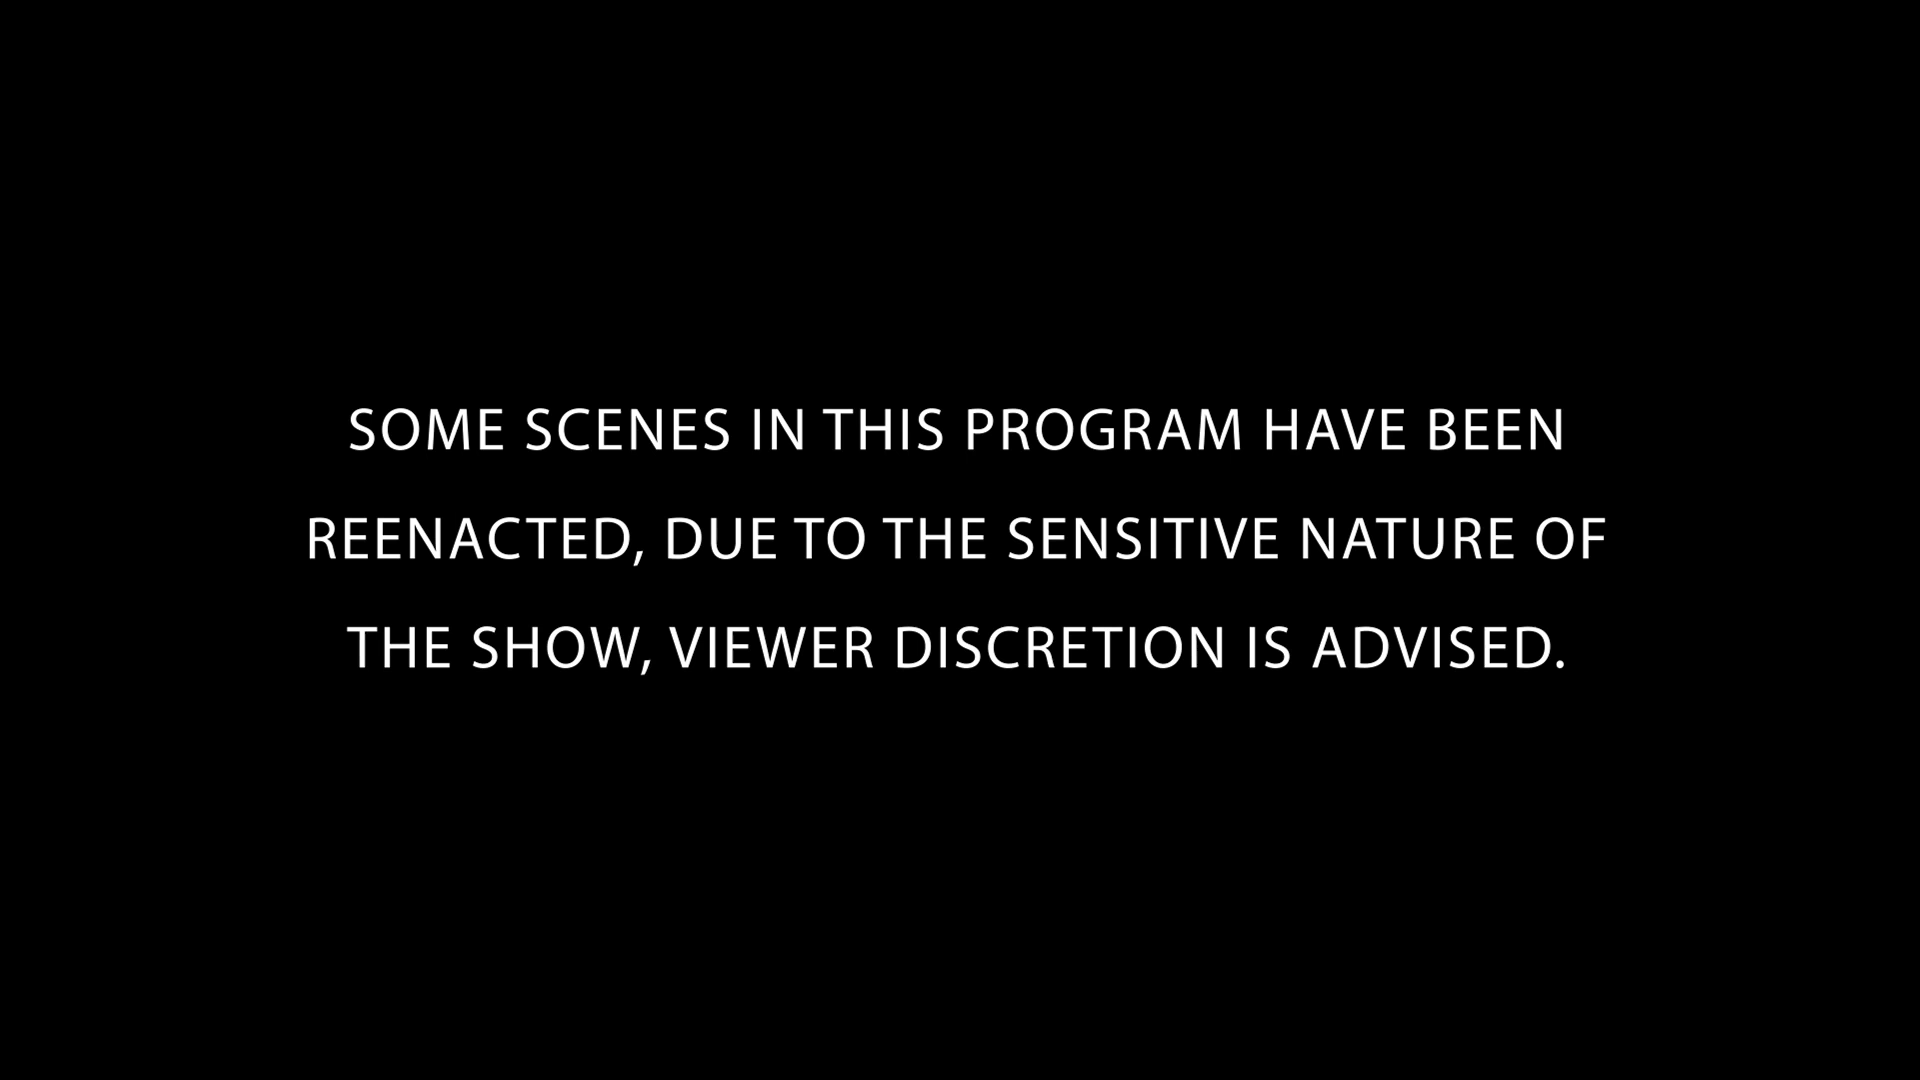 SOME SCENES IN THIS PROGRAM HAVE BEEN
REENACTED, DUE TO THE SENSITIVE NATURE OF
THE SHOW, VIEWER DISCRETION IS ADVISED.